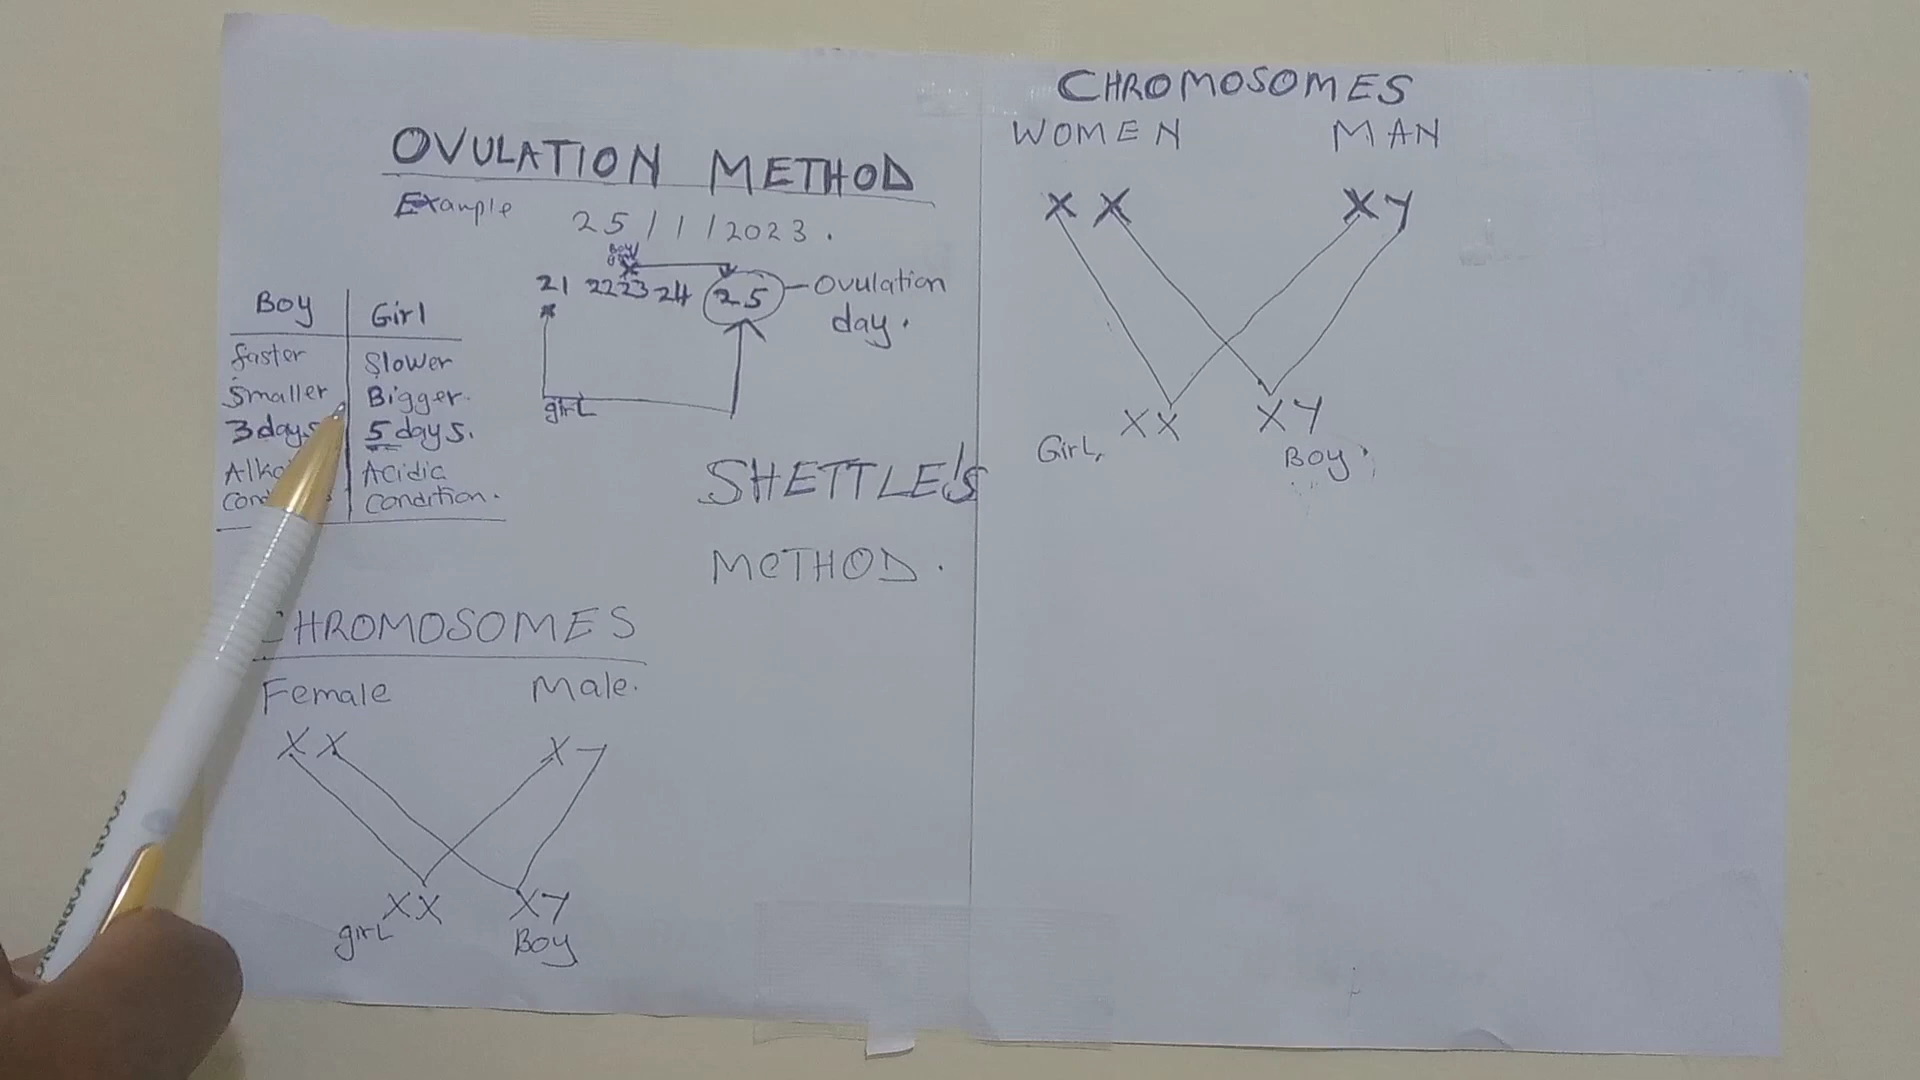 OVULATION METHOD
Example
25/1/2023.
21 22 23 24 25 - Ovulation
day.
girL
Boy Girl
faster Slower
Smaller Bigger.
3 days 5 days.
Acidic
Condition.
SHETTLE's
METHOD.
CHROMOSOMES
Female Male.
XX XY
XX XY
girL Boy
CHROMOSOMES
WOMEN MAN
XX XY
XX XY
Girl, Boy